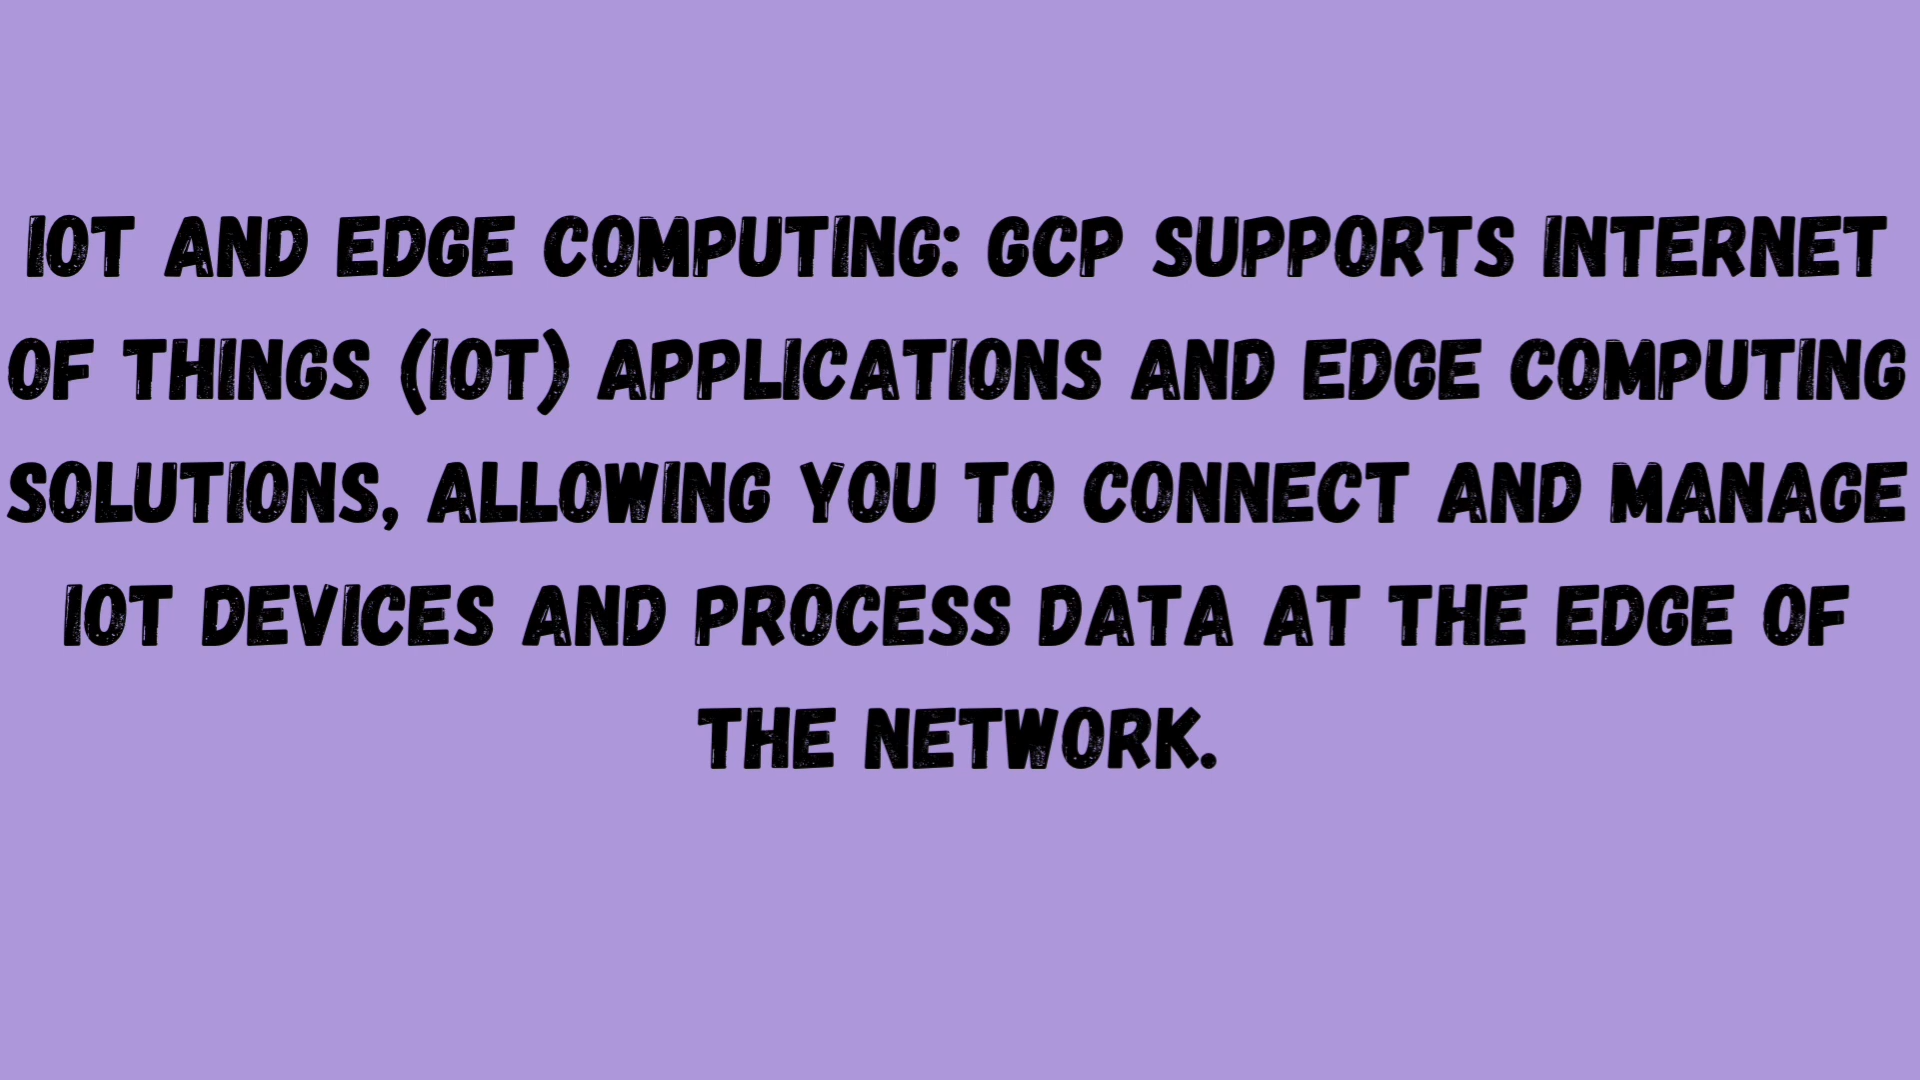 IOT AND EDGE COMPUTING: GCP SUPPORTS INTERNET
OF THINGS (IOT) APPLICATIONS AND EDGE COMPUTING
SOLUTIONS, ALLOWING YOU TO CONNECT AND MANAGE
IOT DEVICES AND PROCESS DATA AT THE EDGE OF
THE NETWORK.